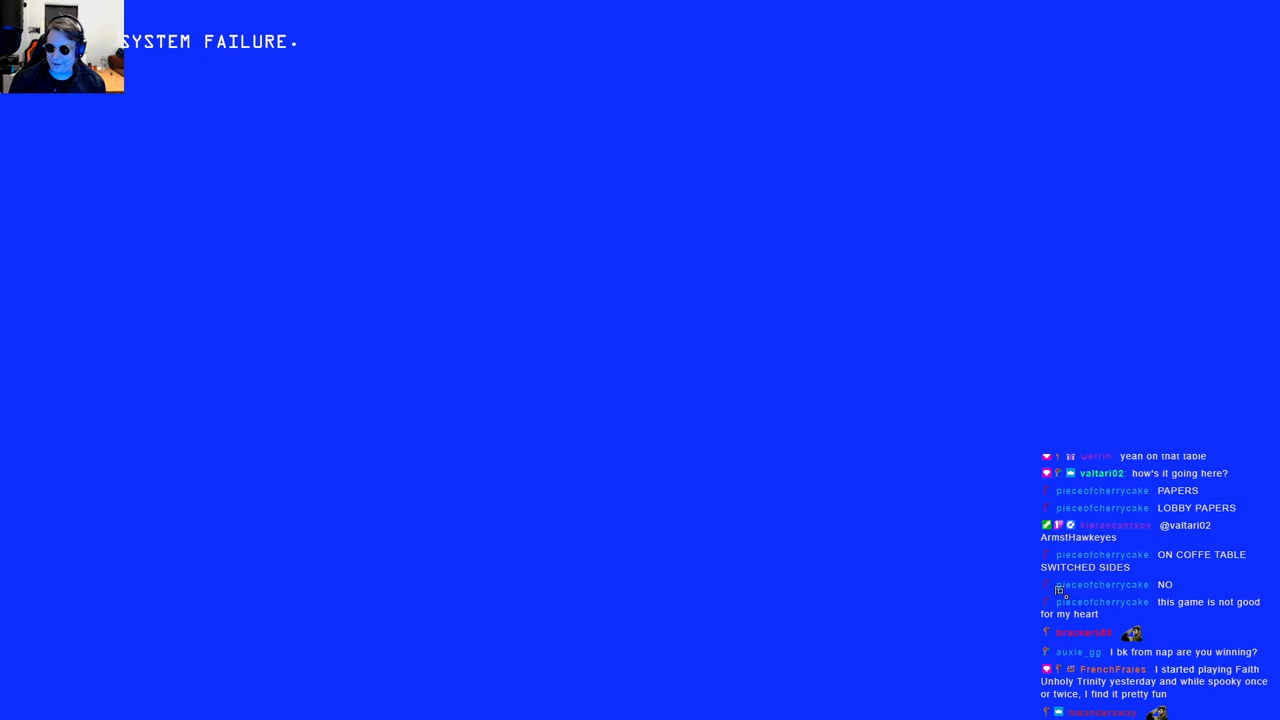 SYSTEM FAILURE.
yeah on that table
valtari02: how's it going here?
pieceofcherrycake PAPERS
pieceofcherrycake LOBBY PAPERS
@valtari02
ArmstHawkeyes
pieceofcherrycake ON COFFE TABLE
SWITCHED SIDES
pieceofcherrycake NO
pieceofcherrycake this game is not good
for my heart
auxie_gg I bk from nap are you winning?
FrenchFraies: I started playing Faith
Unholy Trinity yesterday and while spooky once
or twice, I find it pretty fun